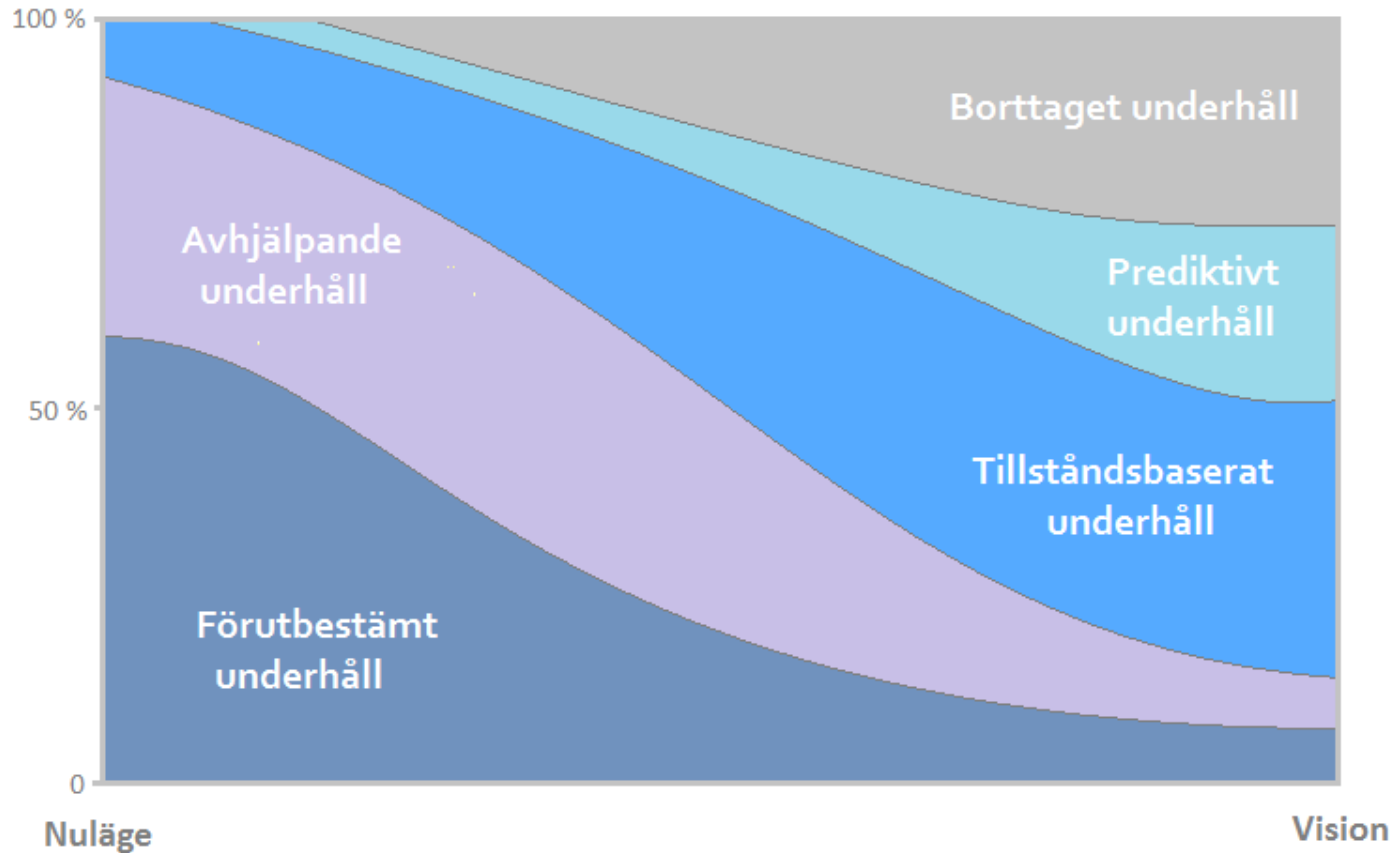 100 %
Borttaget underhåll
Avhjälpande
underhåll
Prediktivt
underhåll
50 %
Tillståndsbaserat
underhåll
Förutbestämt
underhåll
0
Nuläge
Vision